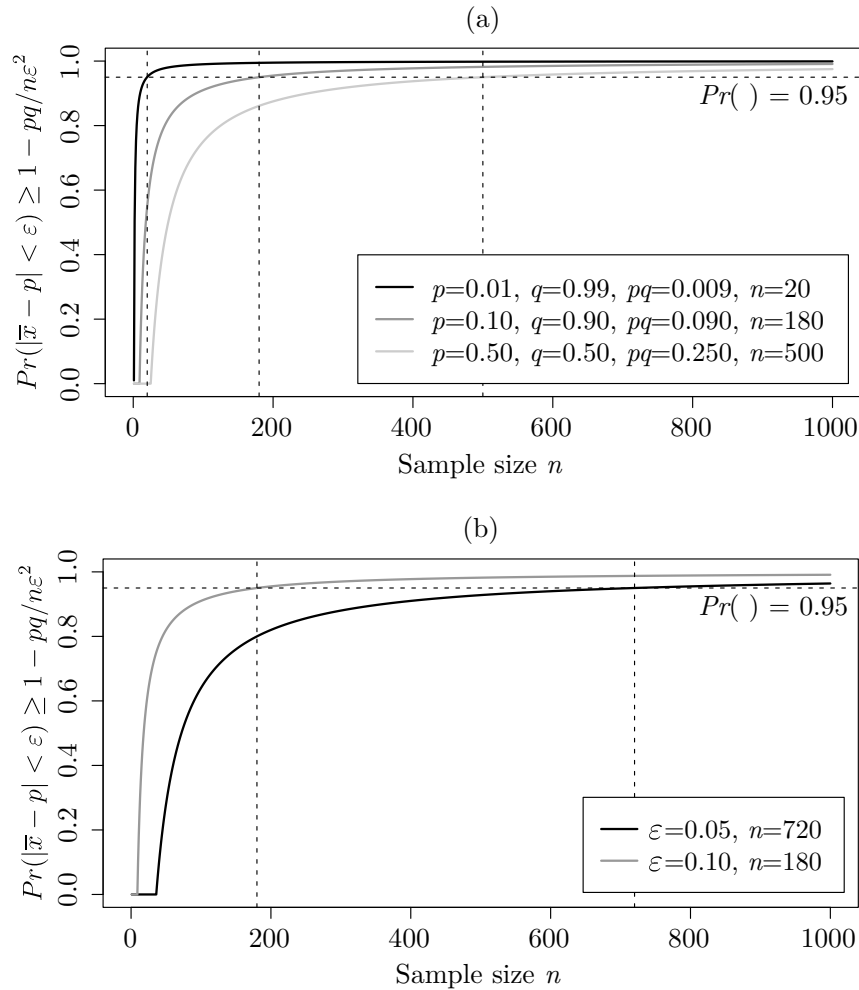 (a)
Pr(|x̅ − p| < ε) ≥ 1 − pq/nε²
1.0
0.8
0.6
0.4
0.2
0.0
Pr( ) = 0.95
p=0.01, q=0.99, pq=0.009, n=20
p=0.10, q=0.90, pq=0.090, n=180
p=0.50, q=0.50, pq=0.250, n=500
0 200 400 600 800 1000
Sample size n
(b)
Pr(|x̅ − p| < ε) ≥ 1 − pq/nε²
1.0
0.8
0.6
0.4
0.2
0.0
Pr( ) = 0.95
ε=0.05, n=720
ε=0.10, n=180
0 200 400 600 800 1000
Sample size n